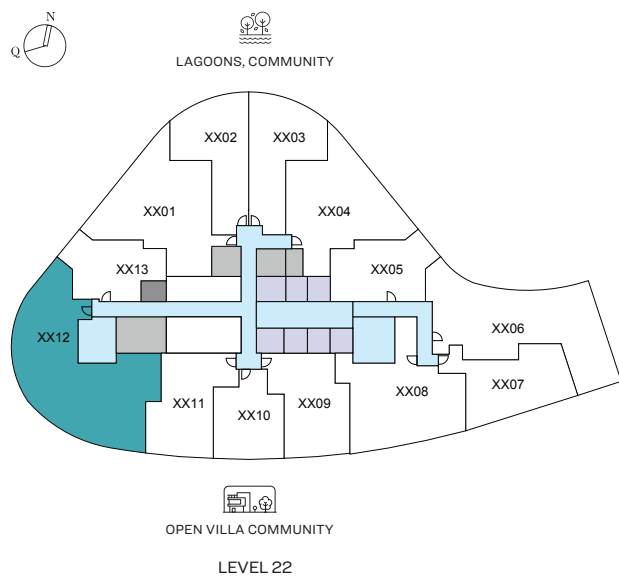 N
Q
LAGOONS, COMMUNITY
XX02
XX03
XX01
XX04
XX13
XX05
XX12
XX06
XX11
XX10
XX09
XX08
XX07
OPEN VILLA COMMUNITY
LEVEL 22